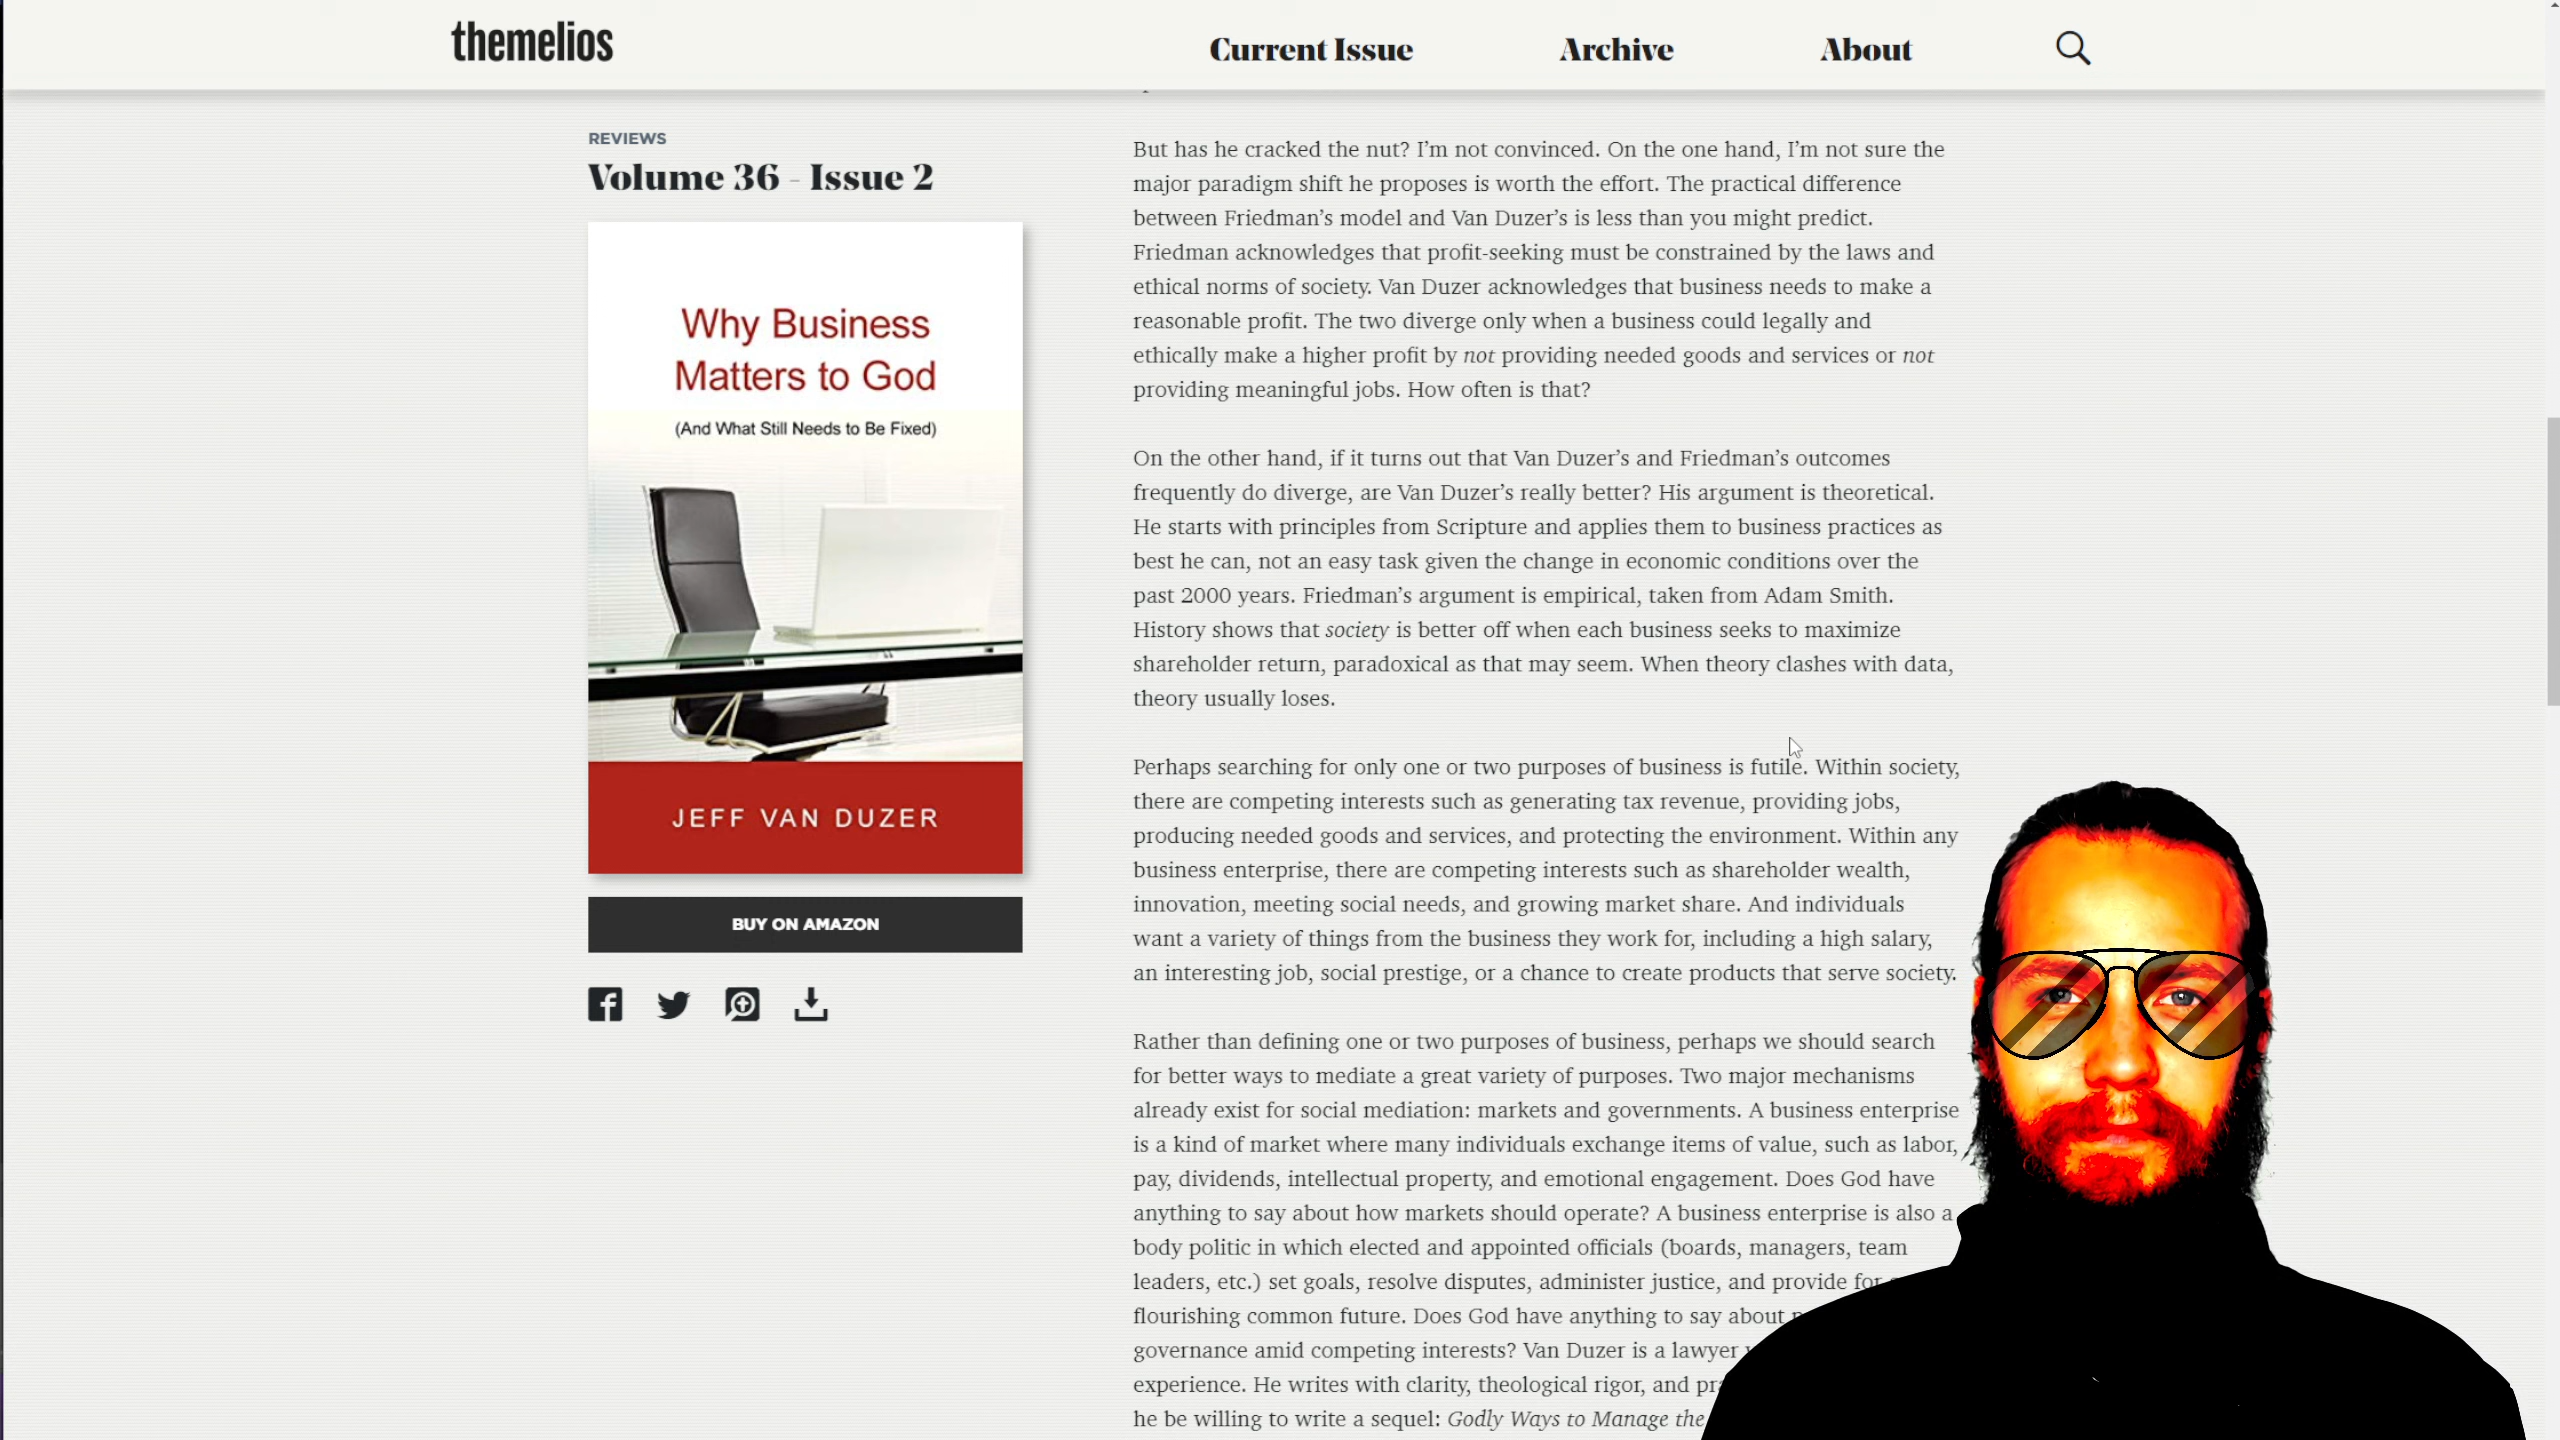 themelios
Current Issue
Archive
About
REVIEWS
Volume 36 - Issue 2
Why Business
Matters to God
(And What Still Needs to Be Fixed)
JEFF VAN DUZER
BUY ON AMAZON
But has he cracked the nut? I'm not convinced. On the one hand, I'm not sure the
major paradigm shift he proposes is worth the effort. The practical difference
between Friedman's model and Van Duzer's is less than you might predict.
Friedman acknowledges that profit-seeking must be constrained by the laws and
ethical norms of society. Van Duzer acknowledges that business needs to make a
reasonable profit. The two diverge only when a business could legally and
ethically make a higher profit by not providing needed goods and services or not
providing meaningful jobs. How often is that?
On the other hand, if it turns out that Van Duzer's and Friedman's outcomes
frequently do diverge, are Van Duzer's really better? His argument is theoretical.
He starts with principles from Scripture and applies them to business practices as
best he can, not an easy task given the change in economic conditions over the
past 2000 years. Friedman's argument is empirical, taken from Adam Smith.
History shows that society is better off when each business seeks to maximize
shareholder return, paradoxical as that may seem. When theory clashes with data,
theory usually loses.
Perhaps searching for only one or two purposes of business is futile. Within society,
there are competing interests such as generating tax revenue, providing jobs,
producing needed goods and services, and protecting the environment. Within any
business enterprise, there are competing interests such as shareholder wealth,
innovation, meeting social needs, and growing market share. And individuals
want a variety of things from the business they work for, including a high salary,
an interesting job, social prestige, or a chance to create products that serve society.
Rather than defining one or two purposes of business, perhaps we should search
for better ways to mediate a great variety of purposes. Two major mechanisms
already exist for social mediation: markets and governments. A business enterprise
is a kind of market where many individuals exchange items of value, such as labor,
pay, dividends, intellectual property, and emotional engagement. Does God have
anything to say about how markets should operate? A business enterprise is also a
body politic in which elected and appointed officials (boards, managers, team
leaders, etc.) set goals, resolve disputes, administer justice, and provide for
flourishing common future. Does God have anything to say about
governance amid competing interests? Van Duzer is a lawyer
experience. He writes with clarity, theological rigor, and
he be willing to write a sequel: Godly Ways to Manage the